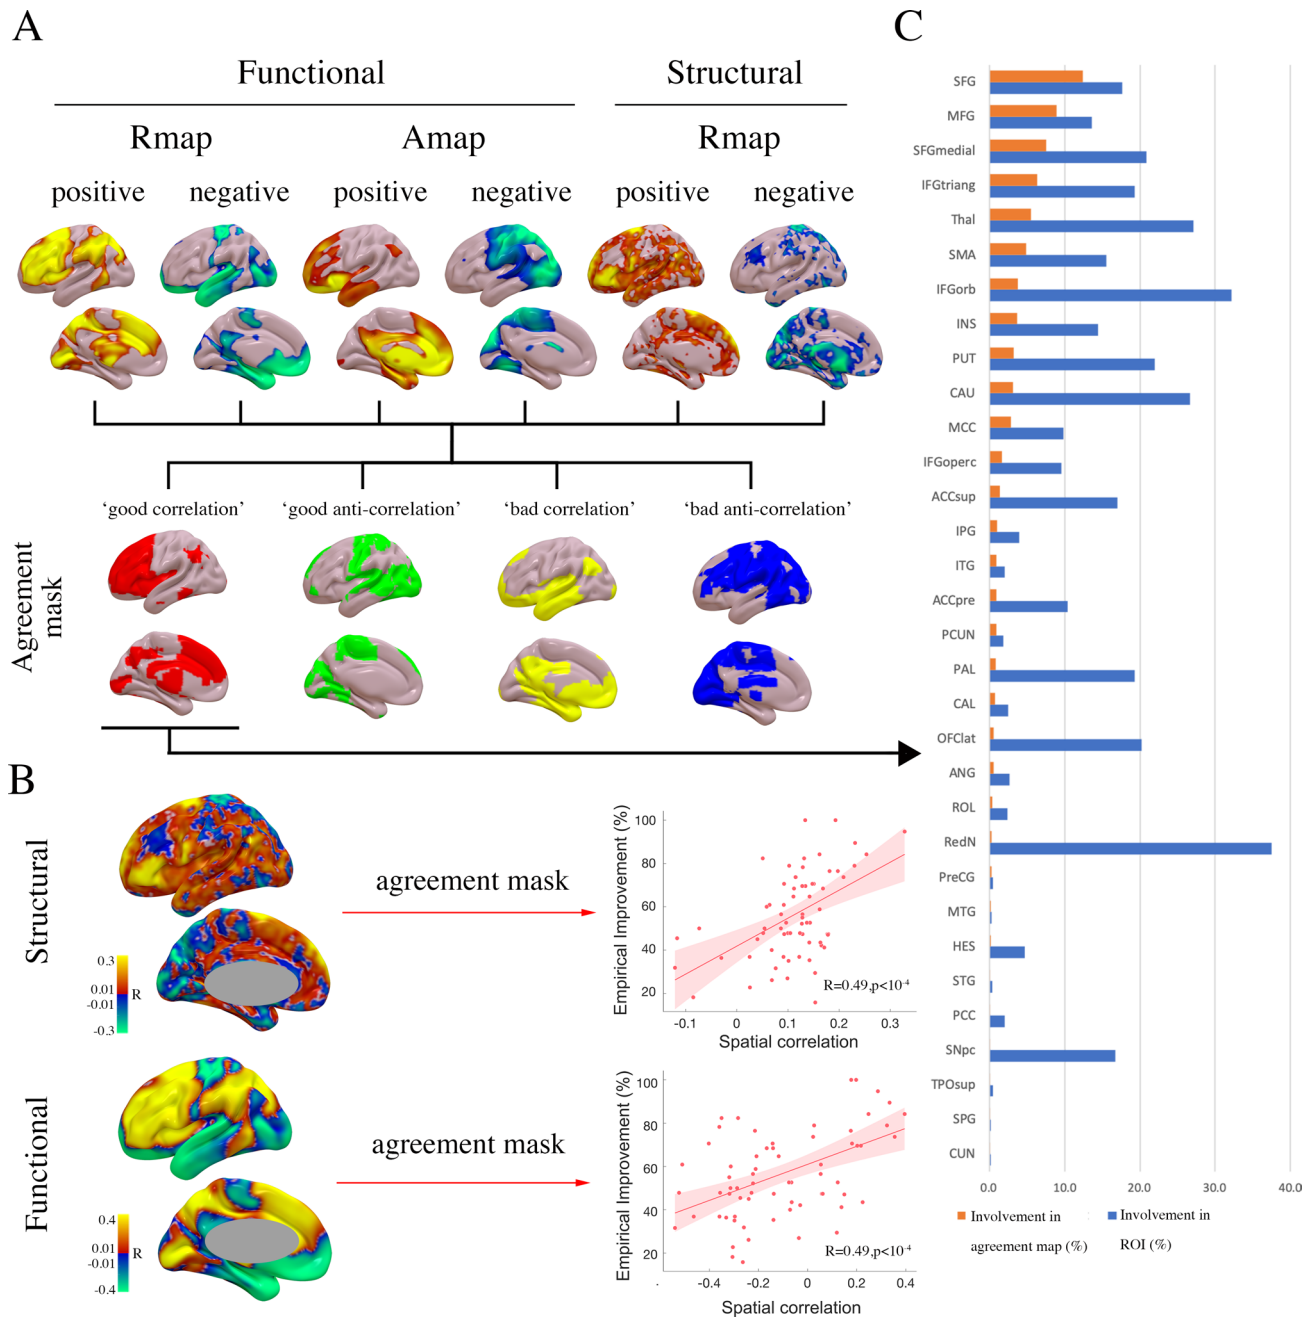 A
Functional
Structural
Rmap
Amap
Rmap
positive
negative
positive
negative
positive
negative
‘good correlation’
‘good anti-correlation’
‘bad correlation’
‘bad anti-correlation’
Agreement
mask
B
Structural
0.3
0.01
-0.01
-0.3
R
agreement mask
Empirical Improvement (%)
100
80
60
40
20
R=0.49,p<10⁻⁴
-0.1
0
0.1
0.2
0.3
Spatial correlation
Functional
0.4
0.01
-0.01
-0.4
R
agreement mask
Empirical Improvement (%)
100
80
60
40
20
R=0.49,p<10⁻⁴
-0.4
-0.2
0
0.2
0.4
Spatial correlation
C
SFG
MFG
SFGmedial
IFGtriang
Thal
SMA
IFGorb
INS
PUT
CAU
MCC
IFGoperc
ACCsup
IPG
ITG
ACCpre
PCUN
PAL
CAL
OFClat
ANG
ROL
RedN
PreCG
MTG
HES
STG
PCC
SNpc
TPOsup
SPG
CUN
0.0
10.0
20.0
30.0
40.0
Involvement in
agreement map (%)
Involvement in
ROI (%)